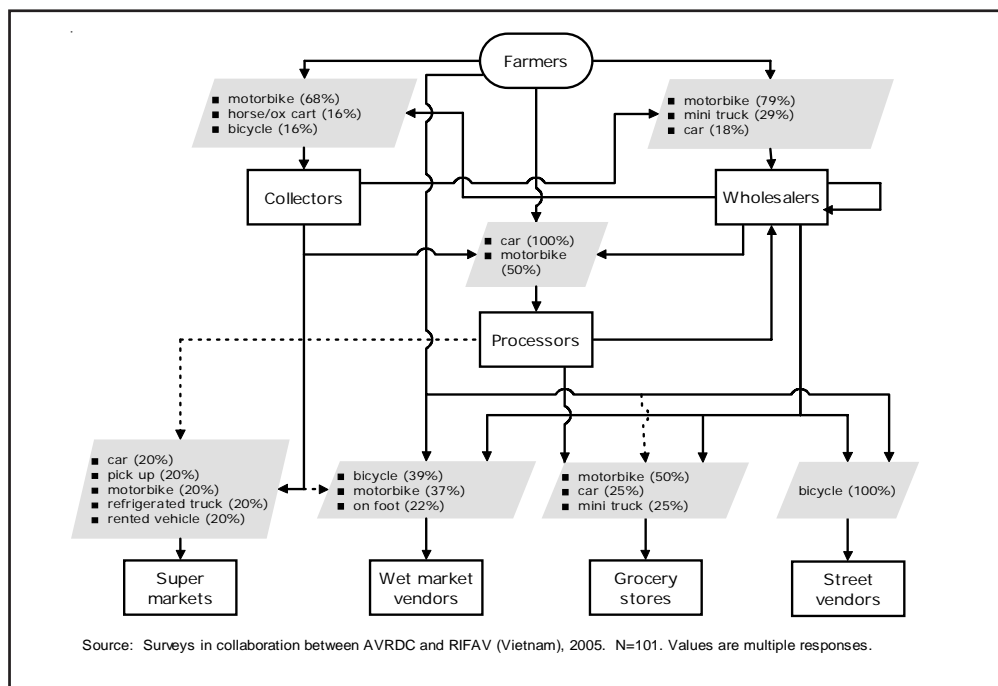 Farmers
■ motorbike (68%)
■ horse/ox cart (16%)
■ bicycle (16%)
■ motorbike (79%)
■ mini truck (29%)
■ car (18%)
Collectors
Wholesalers
■ car (100%)
■ motorbike
(50%)
Processors
■ car (20%)
■ pick up (20%)
■ motorbike (20%)
■ refrigerated truck (20%)
■ rented vehicle (20%)
■ bicycle (39%)
■ motorbike (37%)
■ on foot (22%)
■ motorbike (50%)
■ car (25%)
■ mini truck (25%)
bicycle (100%)
Super
markets
Wet market
vendors
Grocery
stores
Street
vendors
Source: Surveys in collaboration between AVRDC and RIFAV (Vietnam), 2005. N=101. Values are multiple responses.